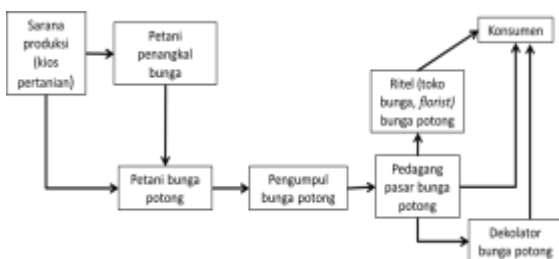 Sarana
produksi
(kios
pertanian)
Petani
penangkal
bunga
Konsumen
Ritel (toko
bunga, florist)
bunga potong
Petani bunga
potong
Pengumpul
bunga potong
Pedagang
pasar bunga
potong
Dekolator
bunga potong